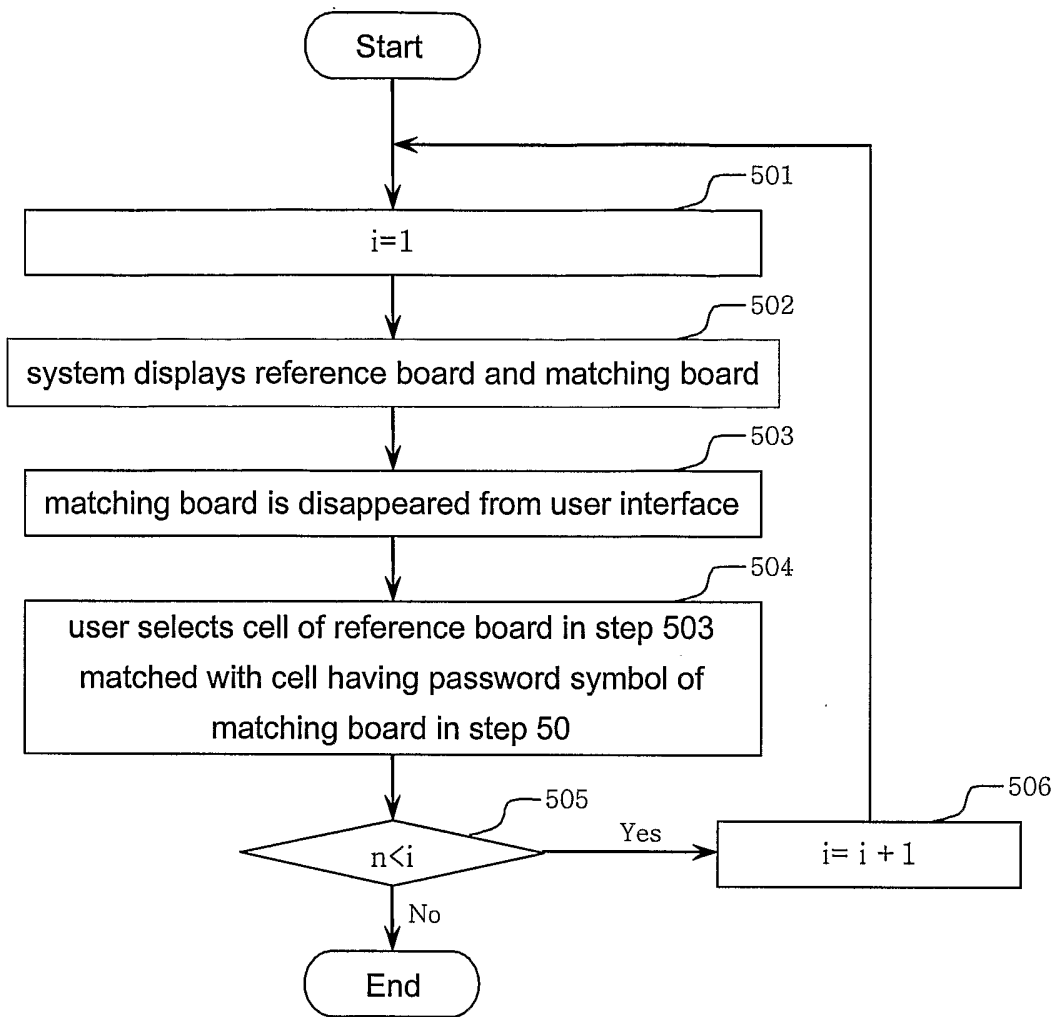 Start
501
i=1
502
system displays reference board and matching board
503
matching board is disappeared from user interface
504
user selects cell of reference board in step 503
matched with cell having password symbol of
matching board in step 50
505
n<i
Yes
506
i= i + 1
No
End